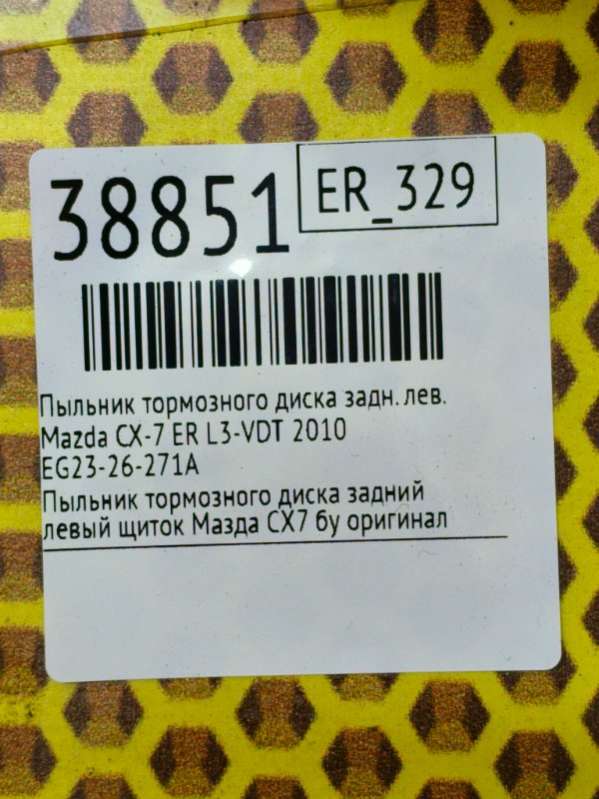 38851
ER_329
Пыльник тормозного диска задн. лев.
Mazda CX-7 ER L3-VDT 2010
EG23-26-271A
Пыльник тормозного диска задний
левый щиток Мазда СХ7 бу оригинал